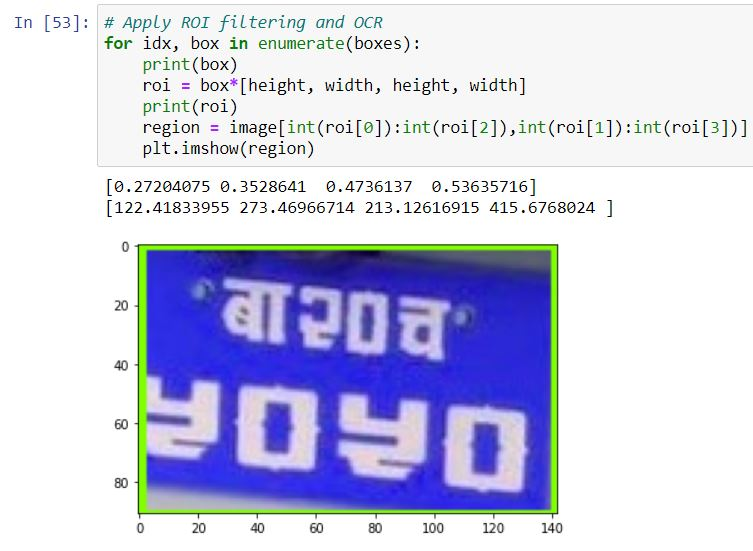 In [53]: # Apply ROI filtering and OCR
for idx, box in enumerate(boxes):
    print(box)
    roi = box*[height, width, height, width]
    print(roi)
    region = image[int(roi[0]):int(roi[2]),int(roi[1]):int(roi[3])]
    plt.imshow(region)
[0.27204075 0.3528641  0.4736137  0.53635716]
[122.41833955 273.46966714 213.12616915 415.6768024 ]
0
20
40
60
80
बा २०च
५०५०
0 20 40 60 80 100 120 140